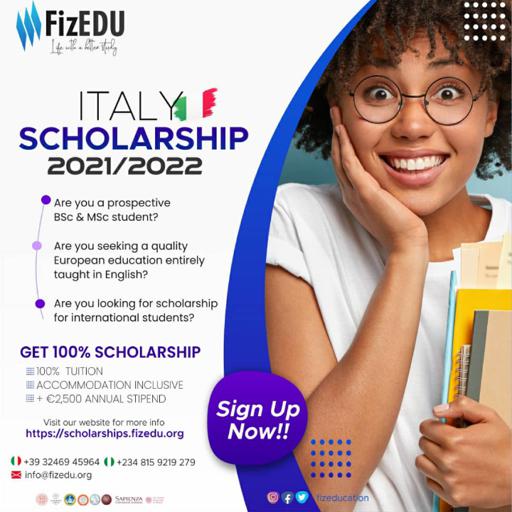 FizEDU
Life with a better study
ITALY
SCHOLARSHIP
2021/2022
Are you a prospective
BSc & MSc student?
Are you seeking a quality
European education entirely
taught in English?
Are you looking for scholarship
for international students?
GET 100% SCHOLARSHIP
100% TUITION
ACCOMMODATION INCLUSIVE
+ €2,500 ANNUAL STIPEND
Sign Up
Now!!
Visit our website for more info
https://scholarships.fizedu.org
+39 32469 45964
+234 815 9219 279
info@fizedu.org
SAPIENZA
fizeducation